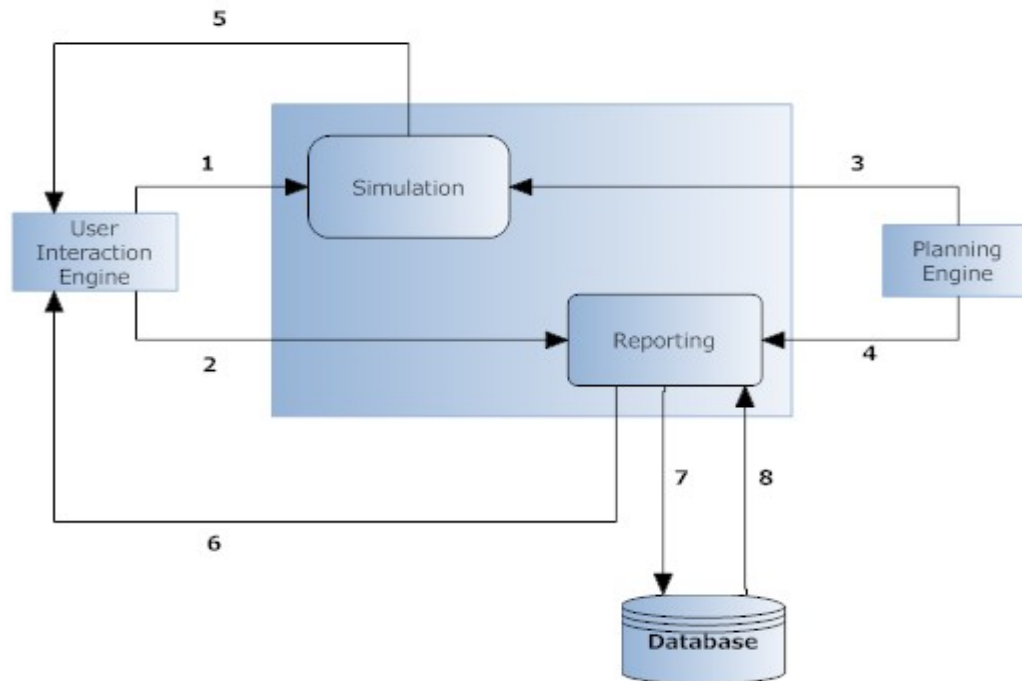 5
1
3
Simulation
User
Interaction
Engine
Planning
Engine
Reporting
2
4
7
8
6
Database